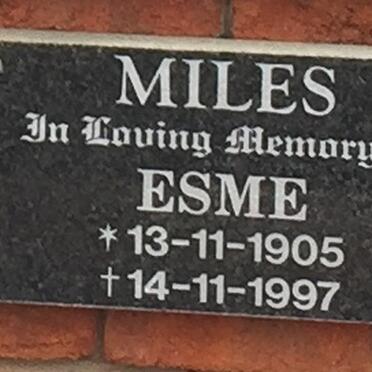 MILES
In Loving Memory
ESME
* 13-11-1905
† 14-11-1997